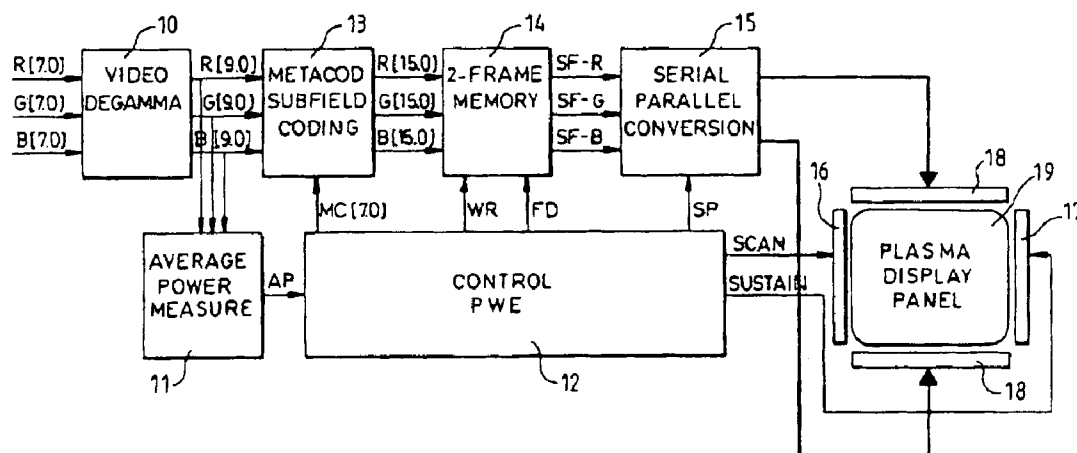 10
13
14
15
R[7.0]
VIDEO
DEGAMMA
R[9.0]
METACOD
SUBFIELD
CODING
R[15.0]
2-FRAME
MEMORY
SF-R
SERIAL
PARALLEL
CONVERSION
G[7.0]
G[9.0]
G[15.0]
SF-G
B[7.0]
B[9.0]
B[15.0]
SF-B
MC[7.0]
WR
FD
SP
16
18
19
17
AVERAGE
POWER
MEASURE
AP
CONTROL
PWE
SCAN
SUSTAIN
PLASMA
DISPLAY
PANEL
11
12
18